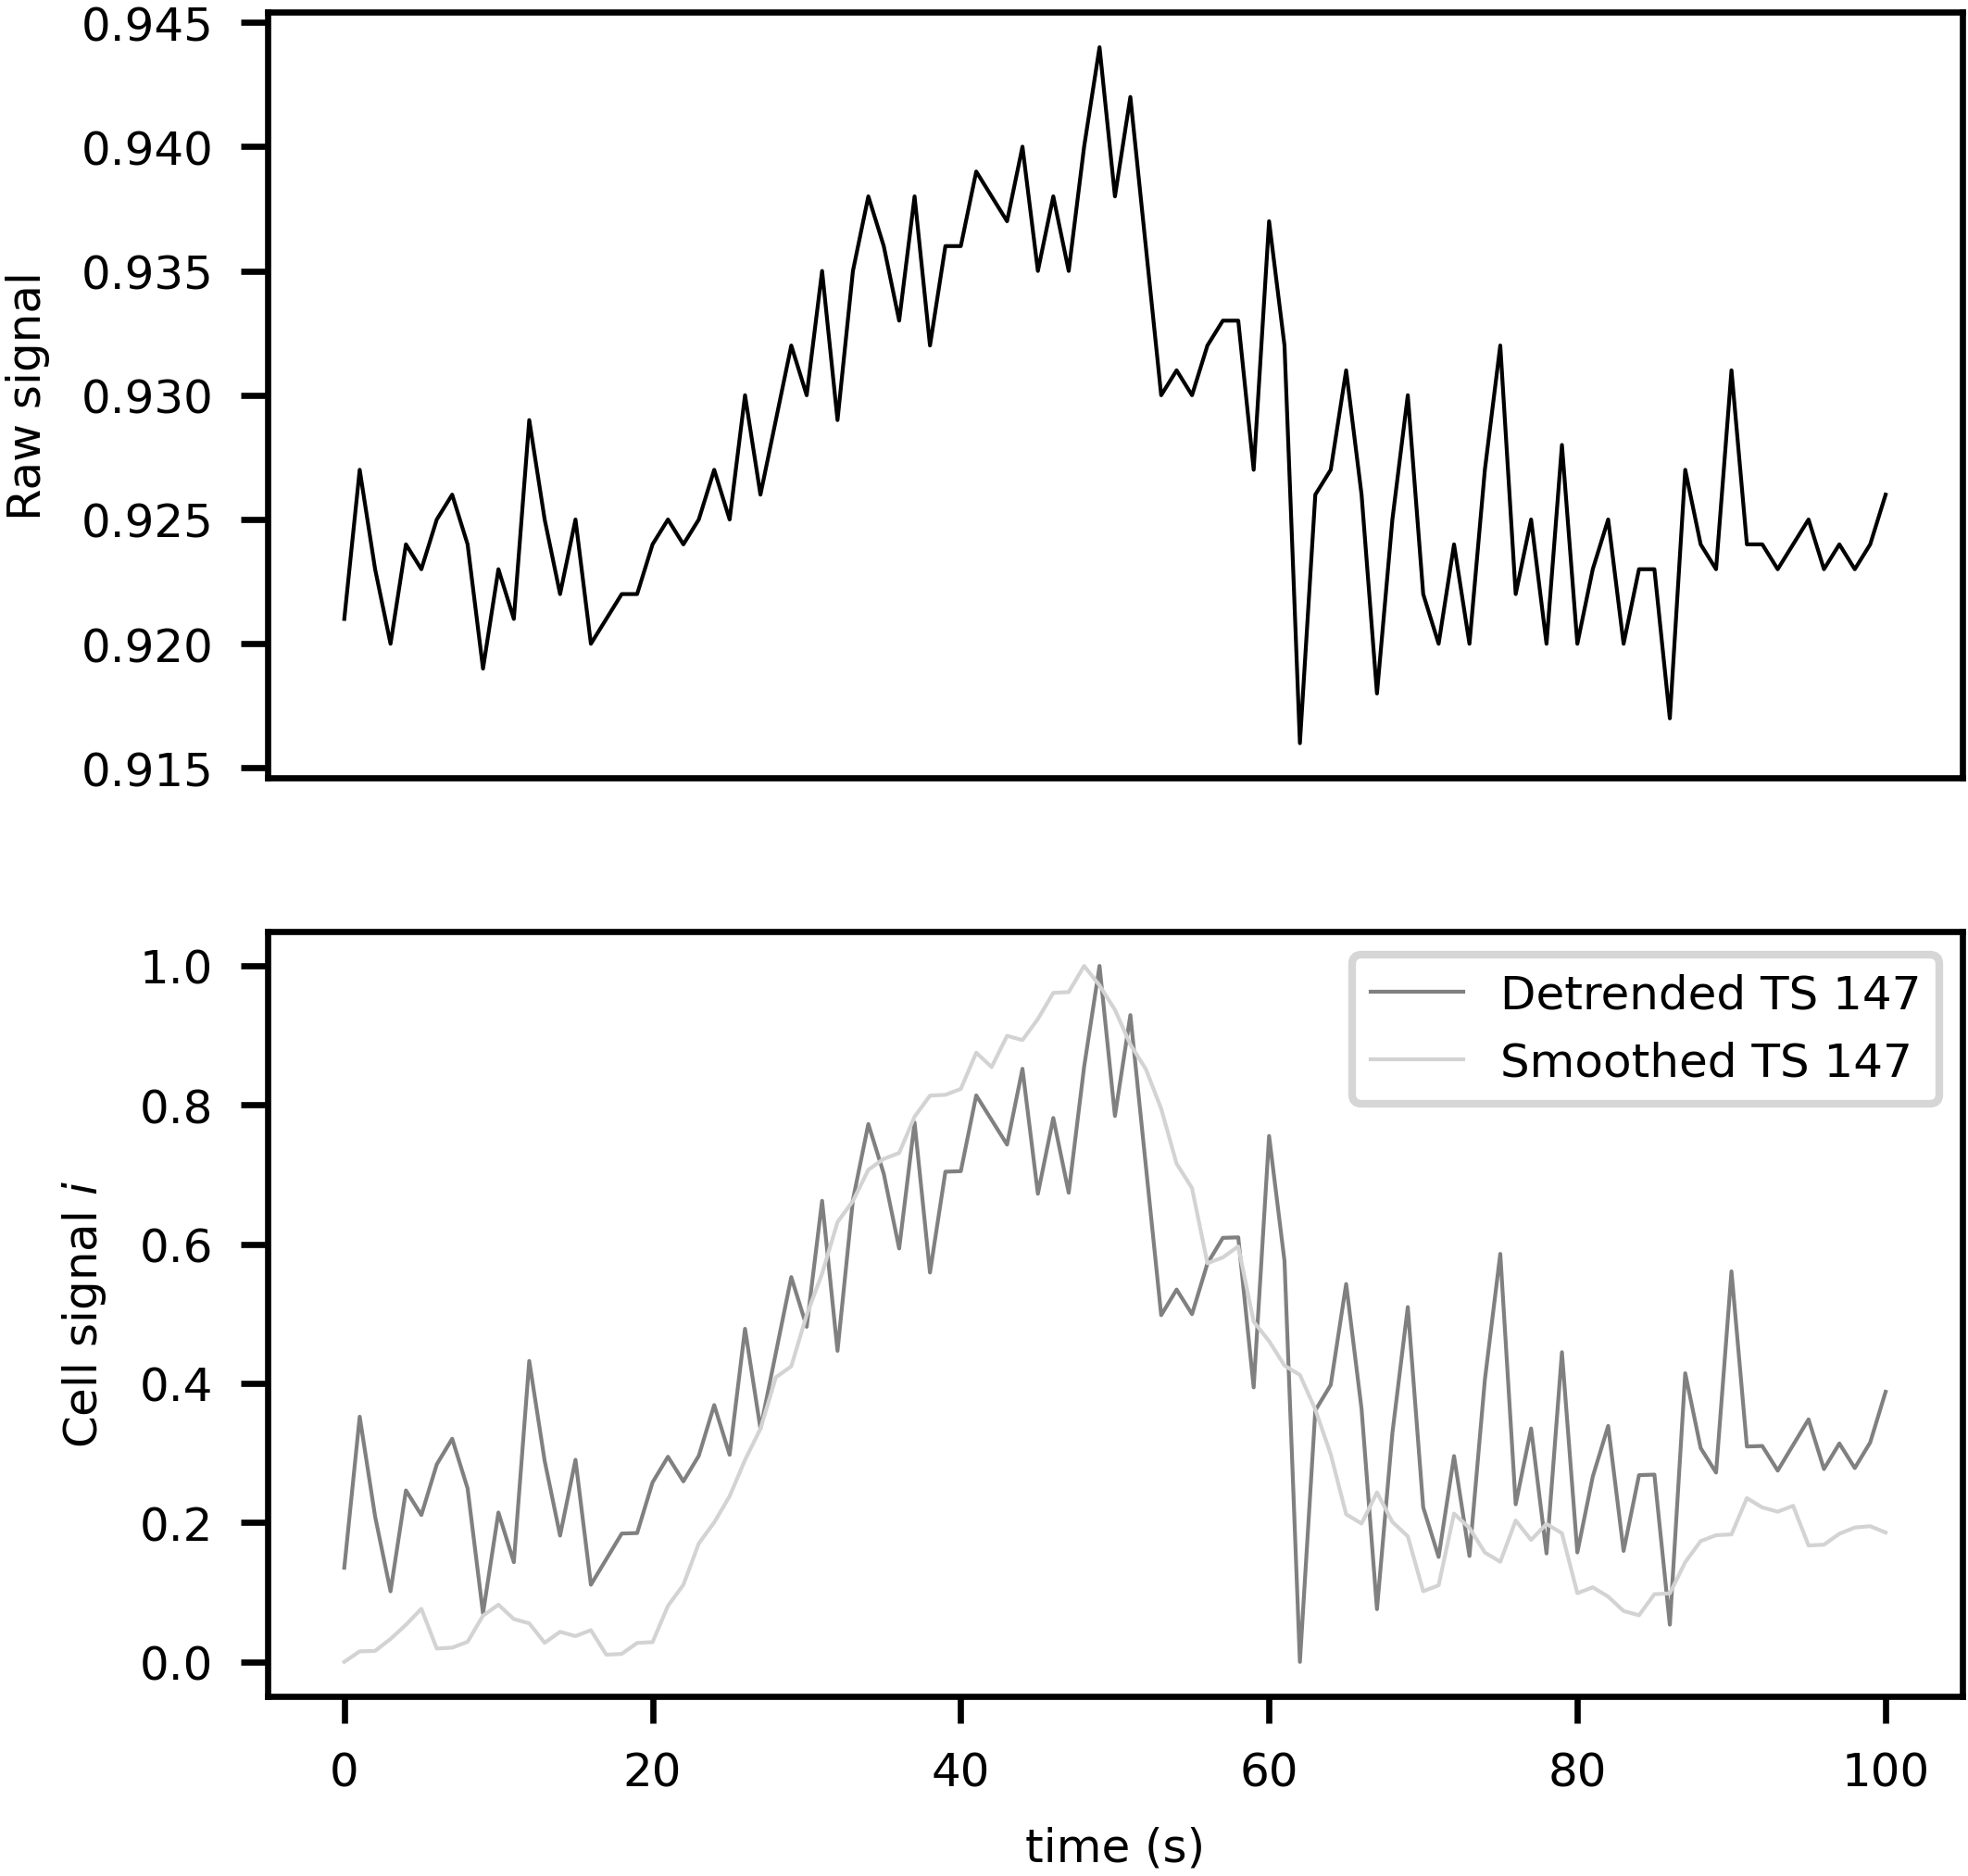 0.945
0.940
0.935
0.930
0.925
0.920
0.915
Raw signal
1.0
0.8
0.6
0.4
0.2
0.0
Cell signal i
Detrended TS 147
Smoothed TS 147
0 20 40 60 80 100
time (s)